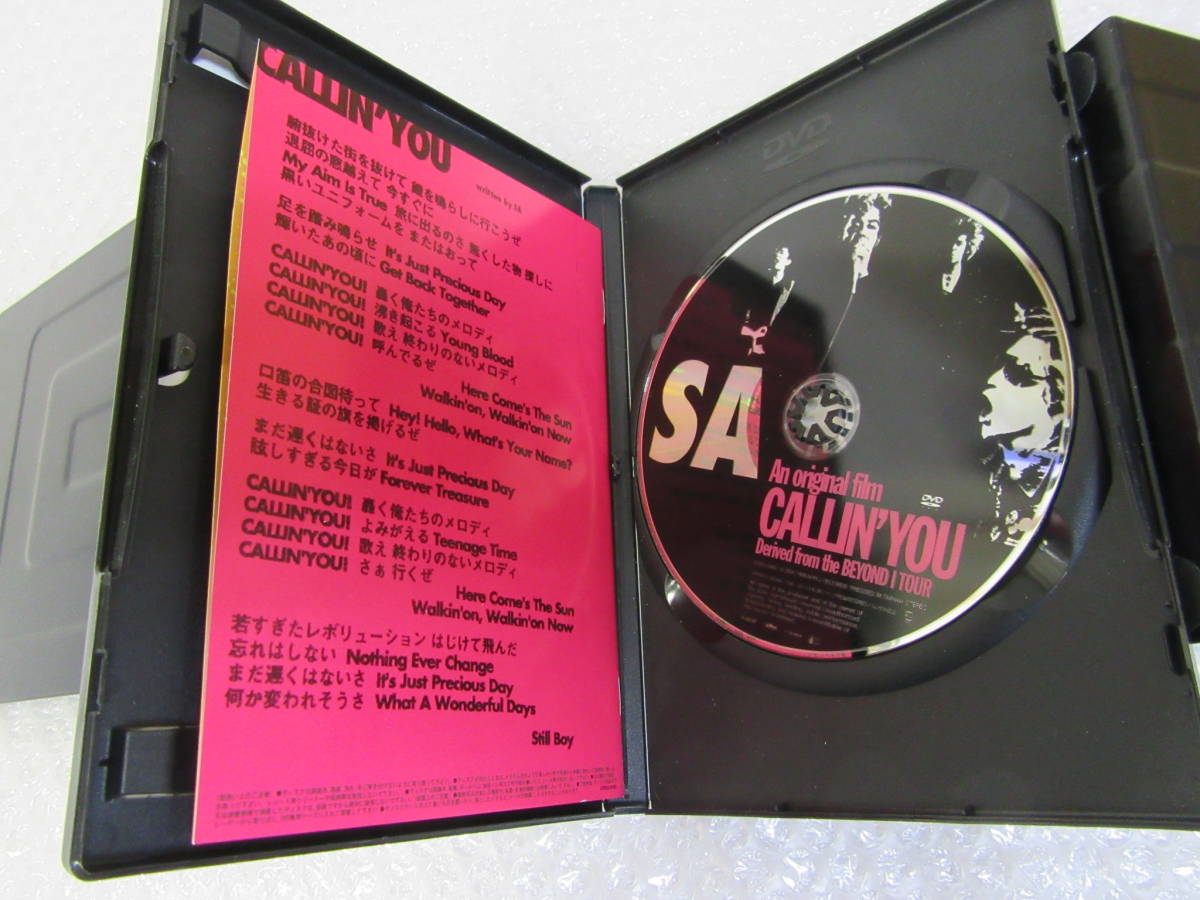 CALLIN'YOU
written by SA
腑抜けた街を抜けて 鐘を鳴らしに行こうぜ
退屈の窓越えて 今すぐに
My Aim Is True 旅に出るのさ 無くした物 探しに
黒いユニフォームを またはおって
足を踏み鳴らせ It's Just Precious Day
輝いたあの頃に Get Back Together
CALLIN'YOU! 轟く俺たちのメロディ
CALLIN'YOU! 沸き起こる Young Blood
CALLIN'YOU! 歌え 終わりのないメロディ
CALLIN'YOU! 呼んでるぜ
Here Come's The Sun
Walkin'on, Walkin'on Now
口笛の合図待って Hey! Hello, What's Your Name?
生きる証の旗を掲げるぜ
まだ遅くはないさ It's Just Precious Day
眩しすぎる今日が Forever Treasure
CALLIN'YOU! 轟く俺たちのメロディ
CALLIN'YOU! よみがえる Teenage Time
CALLIN'YOU! 歌え 終わりのないメロディ
CALLIN'YOU! さぁ 行くぜ
Here Come's The Sun
Walkin'on, Walkin'on Now
若すぎたレボリューション はじけて飛んだ
忘れはしない Nothing Ever Change
まだ遅くはないさ It's Just Precious Day
何か変われそうさ What A Wonderful Days
Still Boy
DVD
SA
An original film
DVD
CALLIN'YOU
Derived from the BEYOND I TOUR